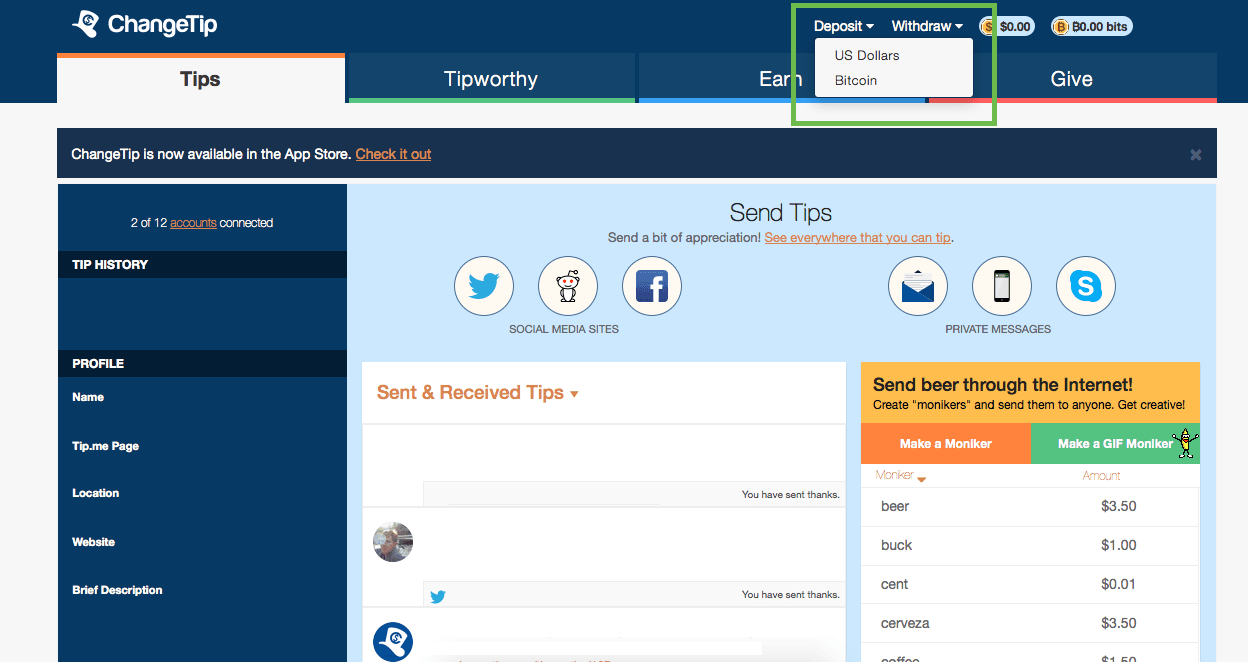 ChangeTip
Deposit Withdraw $ $0.00 B ฿0.00 bits
US Dollars
Bitcoin
Tips Tipworthy Earn Give
ChangeTip is now available in the App Store. Check it out ×
2 of 12 accounts connected
TIP HISTORY
PROFILE
Name
Tip.me Page
Location
Website
Brief Description
Send Tips
Send a bit of appreciation! See everywhere that you can tip.
SOCIAL MEDIA SITES
PRIVATE MESSAGES
Sent & Received Tips
You have sent thanks.
You have sent thanks.
Send beer through the Internet!
Create "monikers" and send them to anyone. Get creative!
Make a Moniker Make a GIF Moniker
Moniker Amount
beer $3.50
buck $1.00
cent $0.01
cerveza $3.50
coffee $1.50